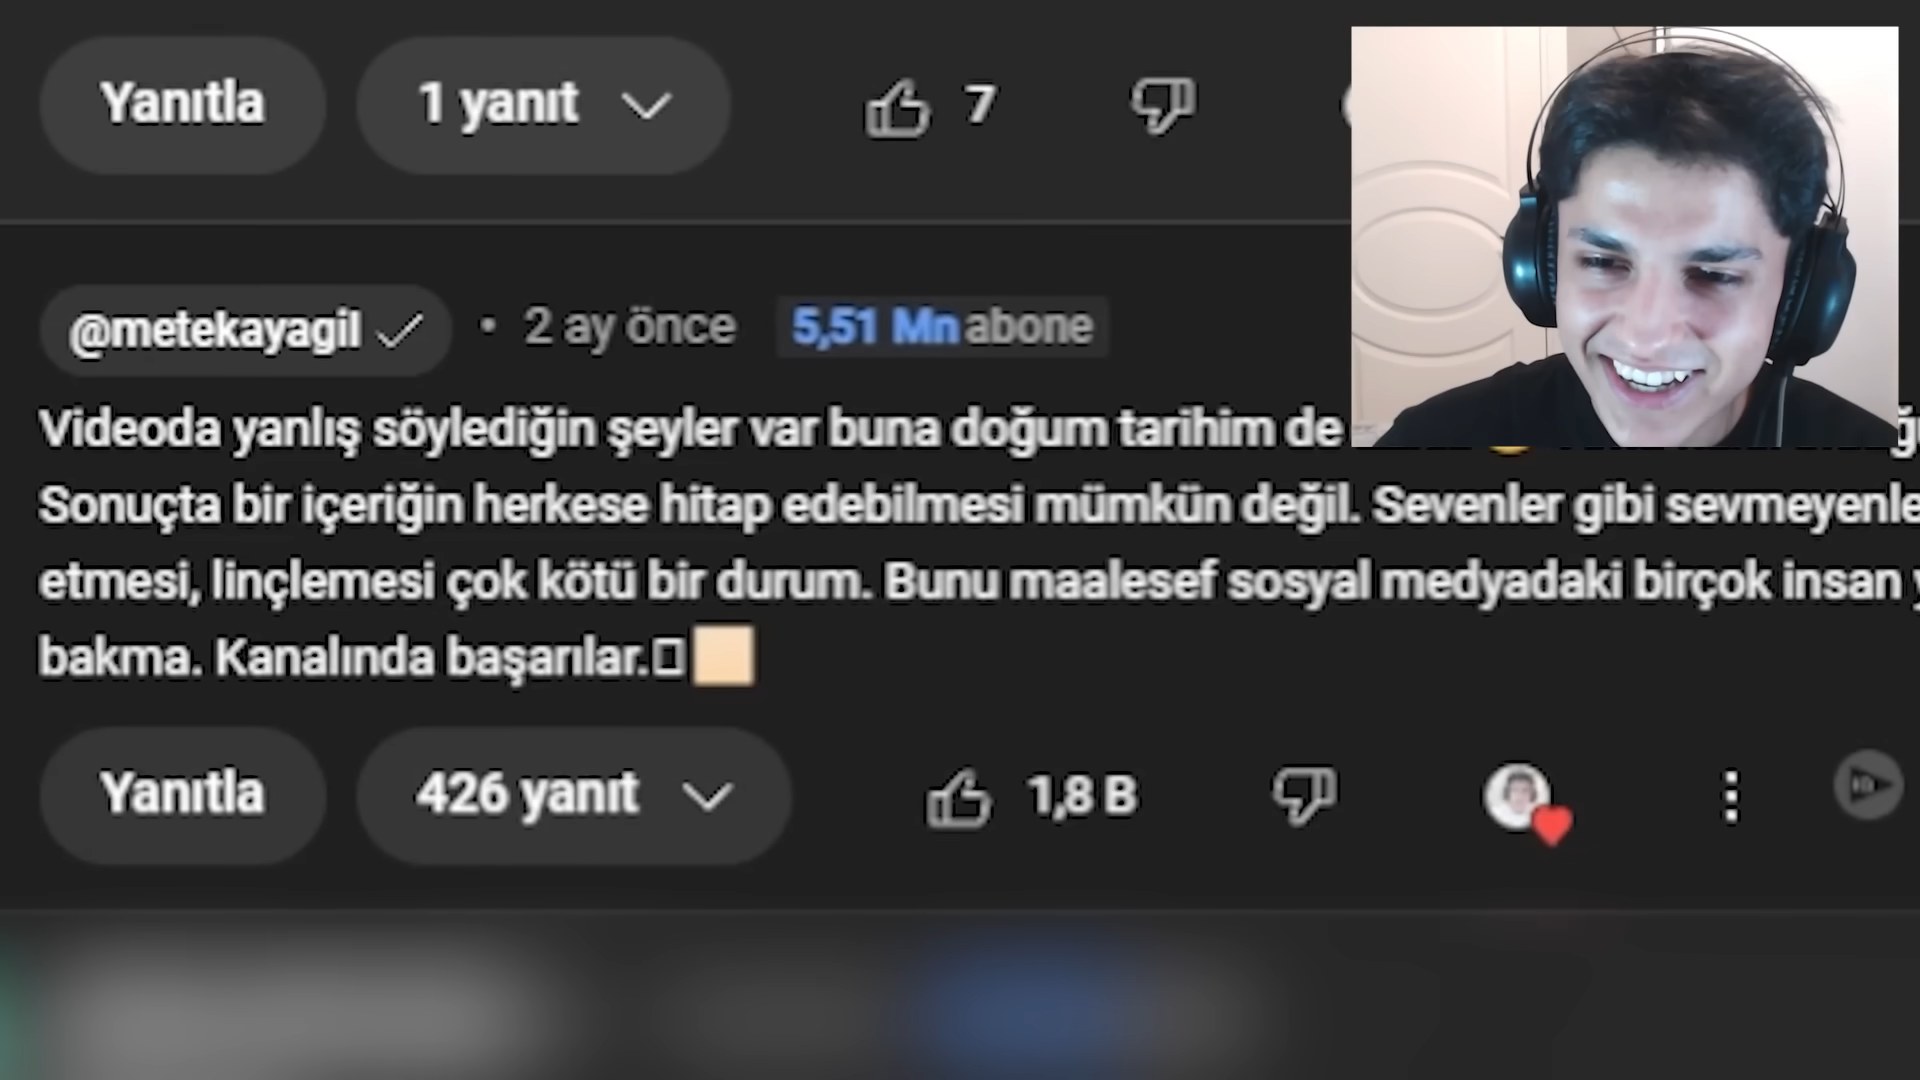 Yanıtla 1 yanıt 7
@metekayagil • 2 ay önce 5,51 Mn abone
Videoda yanlış söylediğin şeyler var buna doğum tarihim de
Sonuçta bir içeriğin herkese hitap edebilmesi mümkün değil. Sevenler gibi sevmeyenle
etmesi, linçlemesi çok kötü bir durum. Bunu maalesef sosyal medyadaki birçok insan y
bakma. Kanalında başarılar.
Yanıtla 426 yanıt 1,8 B